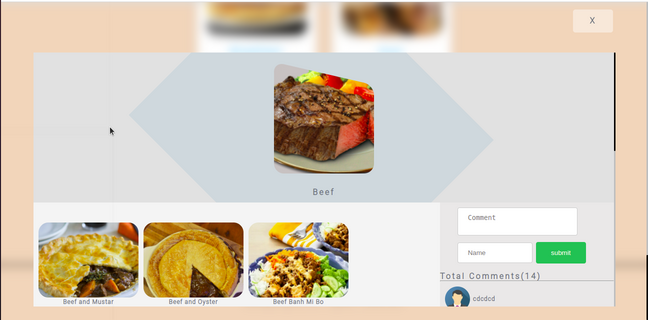 X
Beef
Comment
Name
submit
Total Comments(14)
cdcdcd
Beef and Mustar
Beef and Oyster
Beef Banh Mi Bo